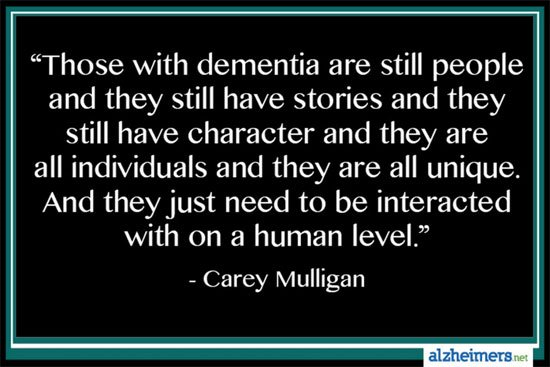 “Those with dementia are still people
and they still have stories and they
still have character and they are
all individuals and they are all unique.
And they just need to be interacted
with on a human level.”
- Carey Mulligan
alzheimers.net